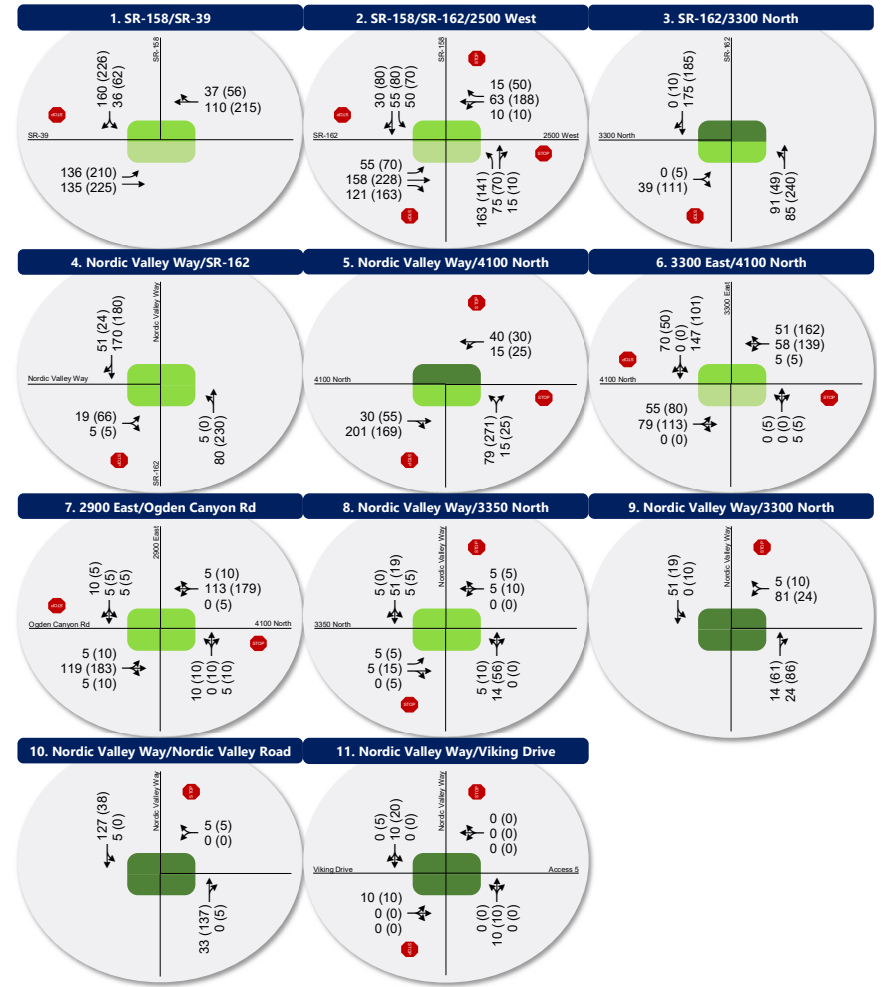 1. SR-158/SR-39
SR-158
160 (226)
36 (62)
37 (56)
110 (215)
STOP
SR-39
136 (210)
135 (225)
2. SR-158/SR-162/2500 West
SR-158
STOP
30 (80)
55 (80)
50 (70)
15 (50)
63 (188)
10 (10)
STOP
SR-162
2500 West
STOP
55 (70)
158 (228)
121 (163)
163 (141)
75 (70)
15 (10)
STOP
3. SR-162/3300 North
SR-162
0 (10)
175 (185)
3300 North
0 (5)
39 (111)
91 (49)
85 (240)
STOP
4. Nordic Valley Way/SR-162
Nordic Valley Way
51 (24)
170 (180)
Nordic Valley Way
19 (66)
5 (5)
5 (0)
80 (230)
STOP
SR-162
5. Nordic Valley Way/4100 North
STOP
40 (30)
15 (25)
4100 North
STOP
30 (55)
201 (169)
79 (271)
15 (25)
STOP
6. 3300 East/4100 North
3300 East
70 (50)
0 (0)
147 (101)
51 (162)
58 (139)
5 (5)
STOP
4100 North
STOP
55 (80)
79 (113)
0 (0)
0 (5)
0 (0)
5 (5)
7. 2900 East/Ogden Canyon Rd
2900 East
10 (5)
5 (5)
5 (5)
5 (10)
113 (179)
0 (5)
STOP
Ogden Canyon Rd
4100 North
STOP
5 (10)
119 (183)
5 (10)
10 (10)
0 (10)
5 (10)
8. Nordic Valley Way/3350 North
Nordic Valley Way
STOP
5 (0)
51 (19)
5 (5)
5 (5)
5 (10)
0 (0)
3350 North
5 (5)
5 (15)
0 (5)
5 (10)
14 (56)
0 (0)
STOP
9. Nordic Valley Way/3300 North
Nordic Valley Way
STOP
51 (19)
0 (10)
5 (10)
81 (24)
14 (61)
24 (86)
10. Nordic Valley Way/Nordic Valley Road
Nordic Valley Way
STOP
127 (38)
5 (0)
5 (5)
0 (0)
33 (137)
0 (5)
11. Nordic Valley Way/Viking Drive
Nordic Valley Way
STOP
0 (5)
10 (20)
0 (0)
0 (0)
0 (0)
0 (0)
Viking Drive
Access 5
10 (10)
0 (0)
0 (0)
0 (0)
10 (10)
0 (0)
STOP